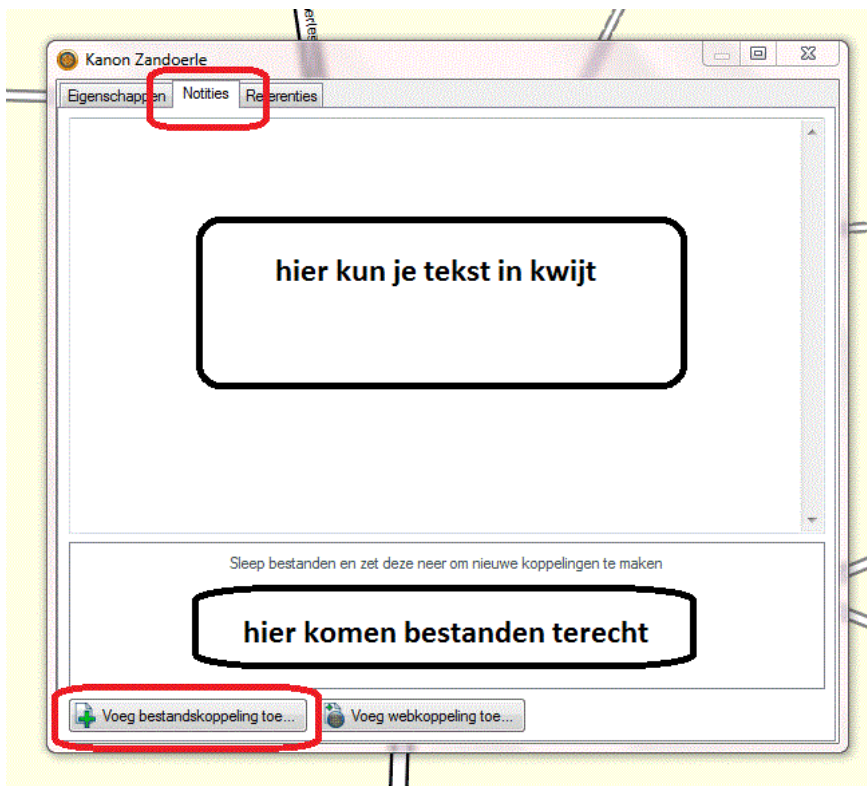 Kanon Zandoerle
Eigenschappen Notities Referenties
hier kun je tekst in kwijt
Sleep bestanden en zet deze neer om nieuwe koppelingen te maken
hier komen bestanden terecht
Voeg bestandskoppeling toe... Voeg webkoppeling toe...